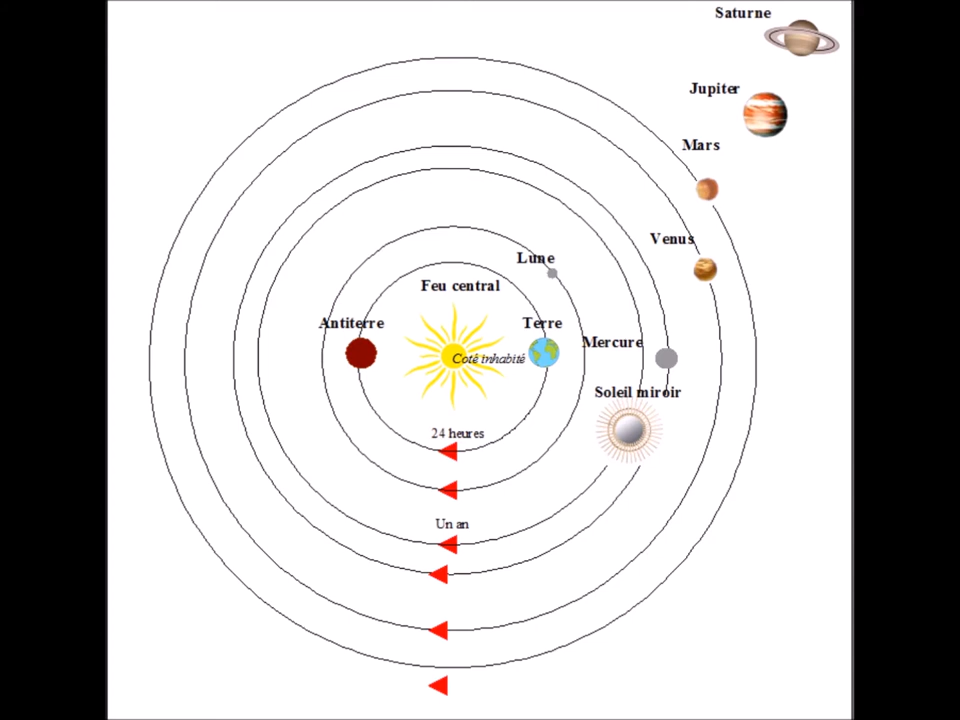 Saturne
Jupiter
Mars
Venus
Lune
Feu central
Antiterre
Terre
Mercure
Coté inhabité
Soleil miroir
24 heures
Un an